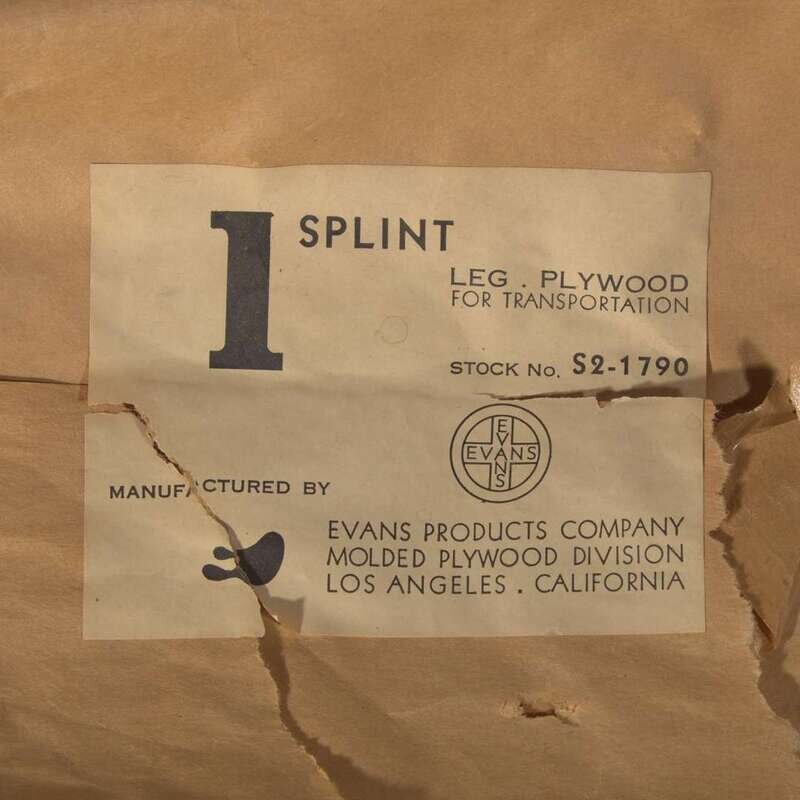 1 SPLINT
LEG . PLYWOOD
FOR TRANSPORTATION
STOCK No. S2-1790
EVANS
EVANS
MANUFACTURED BY
EVANS PRODUCTS COMPANY
MOLDED PLYWOOD DIVISION
LOS ANGELES . CALIFORNIA